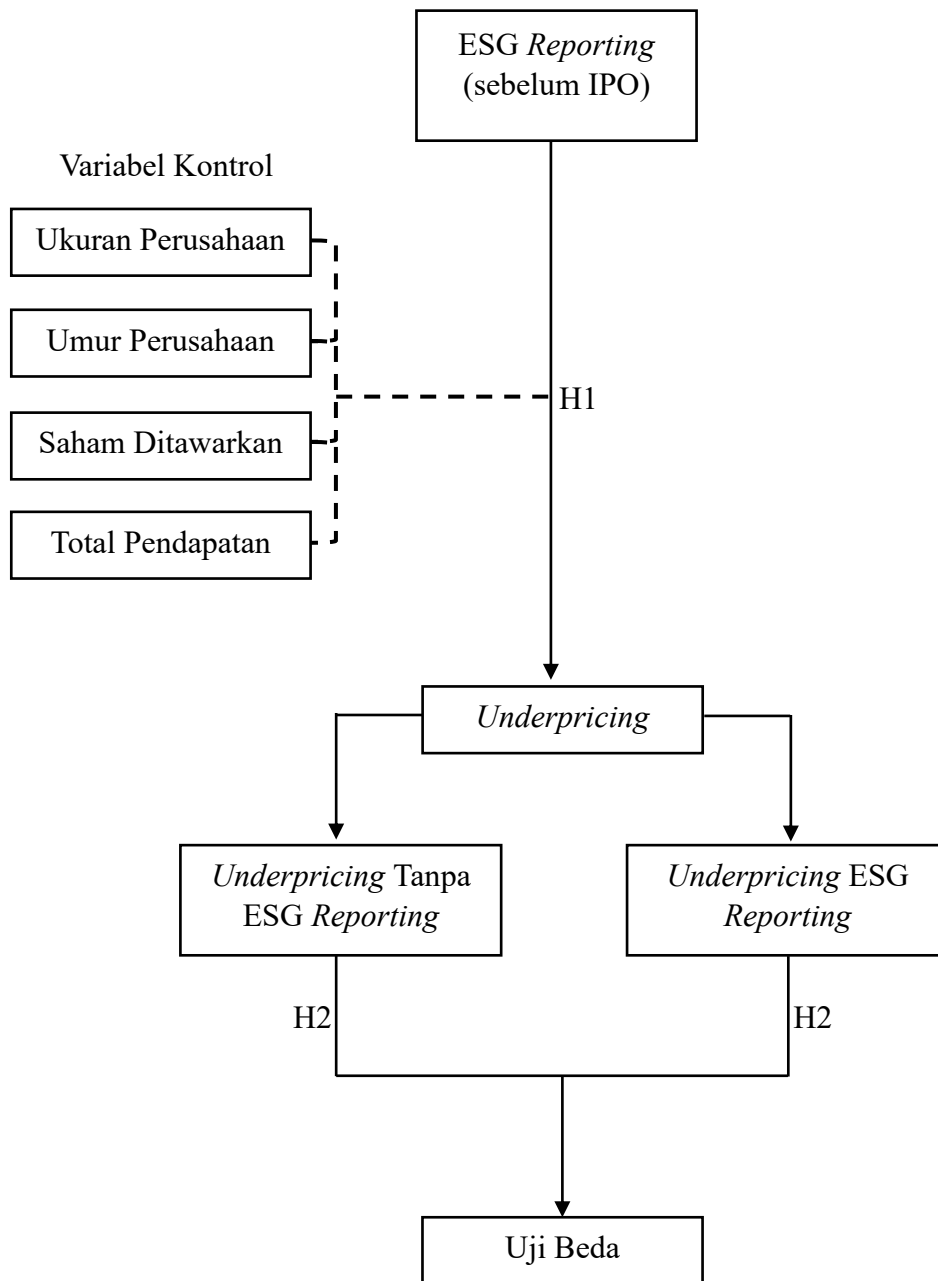 ESG Reporting
(sebelum IPO)
Variabel Kontrol
Ukuran Perusahaan
Umur Perusahaan
H1
Saham Ditawarkan
Total Pendapatan
Underpricing
Underpricing Tanpa
ESG Reporting
Underpricing ESG
Reporting
H2
H2
Uji Beda